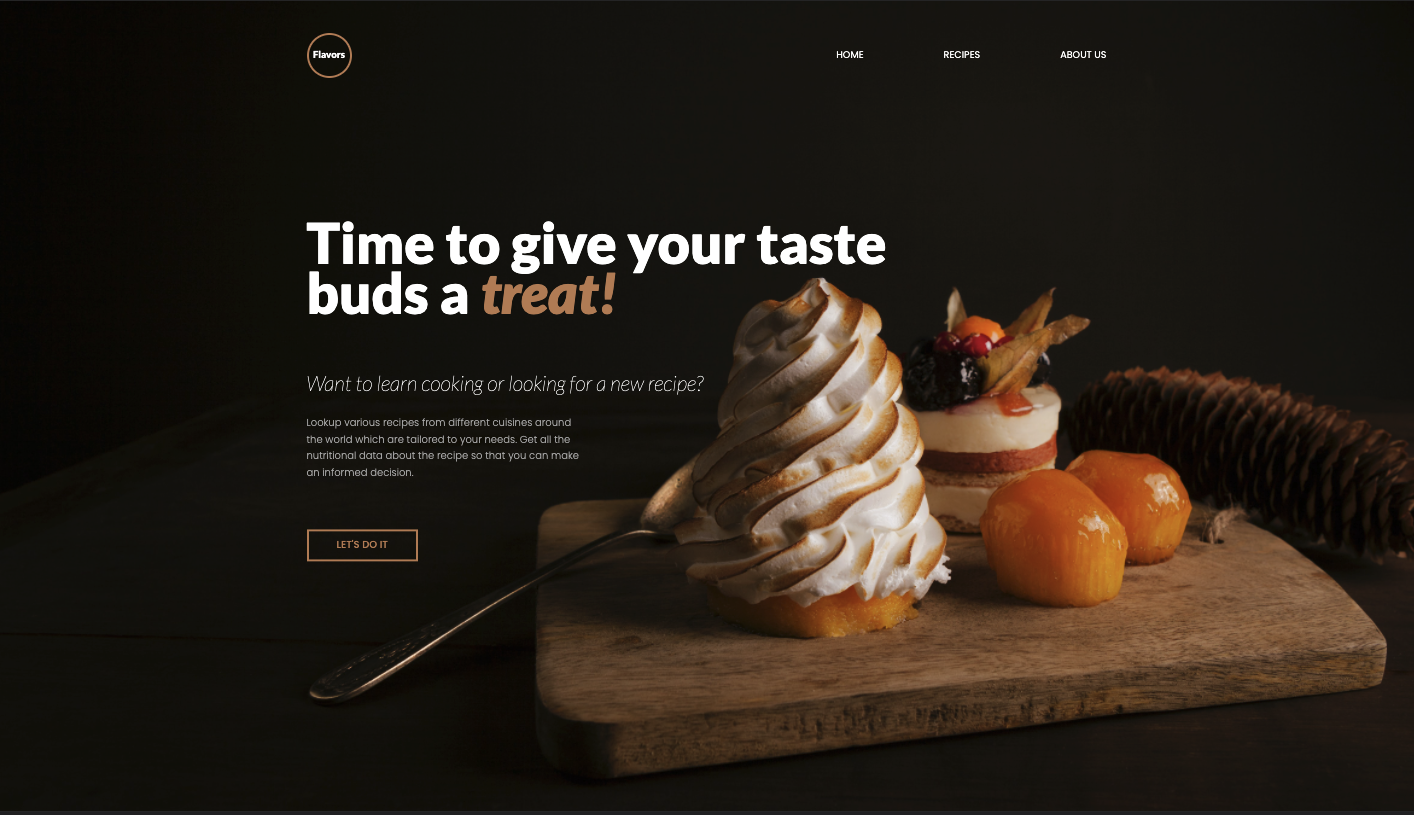 Flavors
HOME
RECIPES
ABOUT US
Time to give your taste
buds a treat!
Want to learn cooking or looking for a new recipe?
Lookup various recipes from different cuisines around
the world which are tailored to your needs. Get all the
nutritional data about the recipe so that you can make
an informed decision.
LET'S DO IT